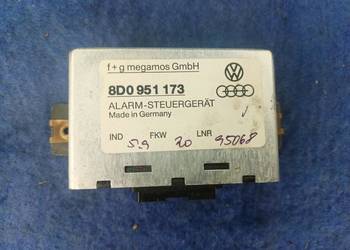 f+g megamos GmbH
8D0 951 173
ALARM-STEUERGERÄT
Made in Germany
IND FKW LNR
5.9 20 95068